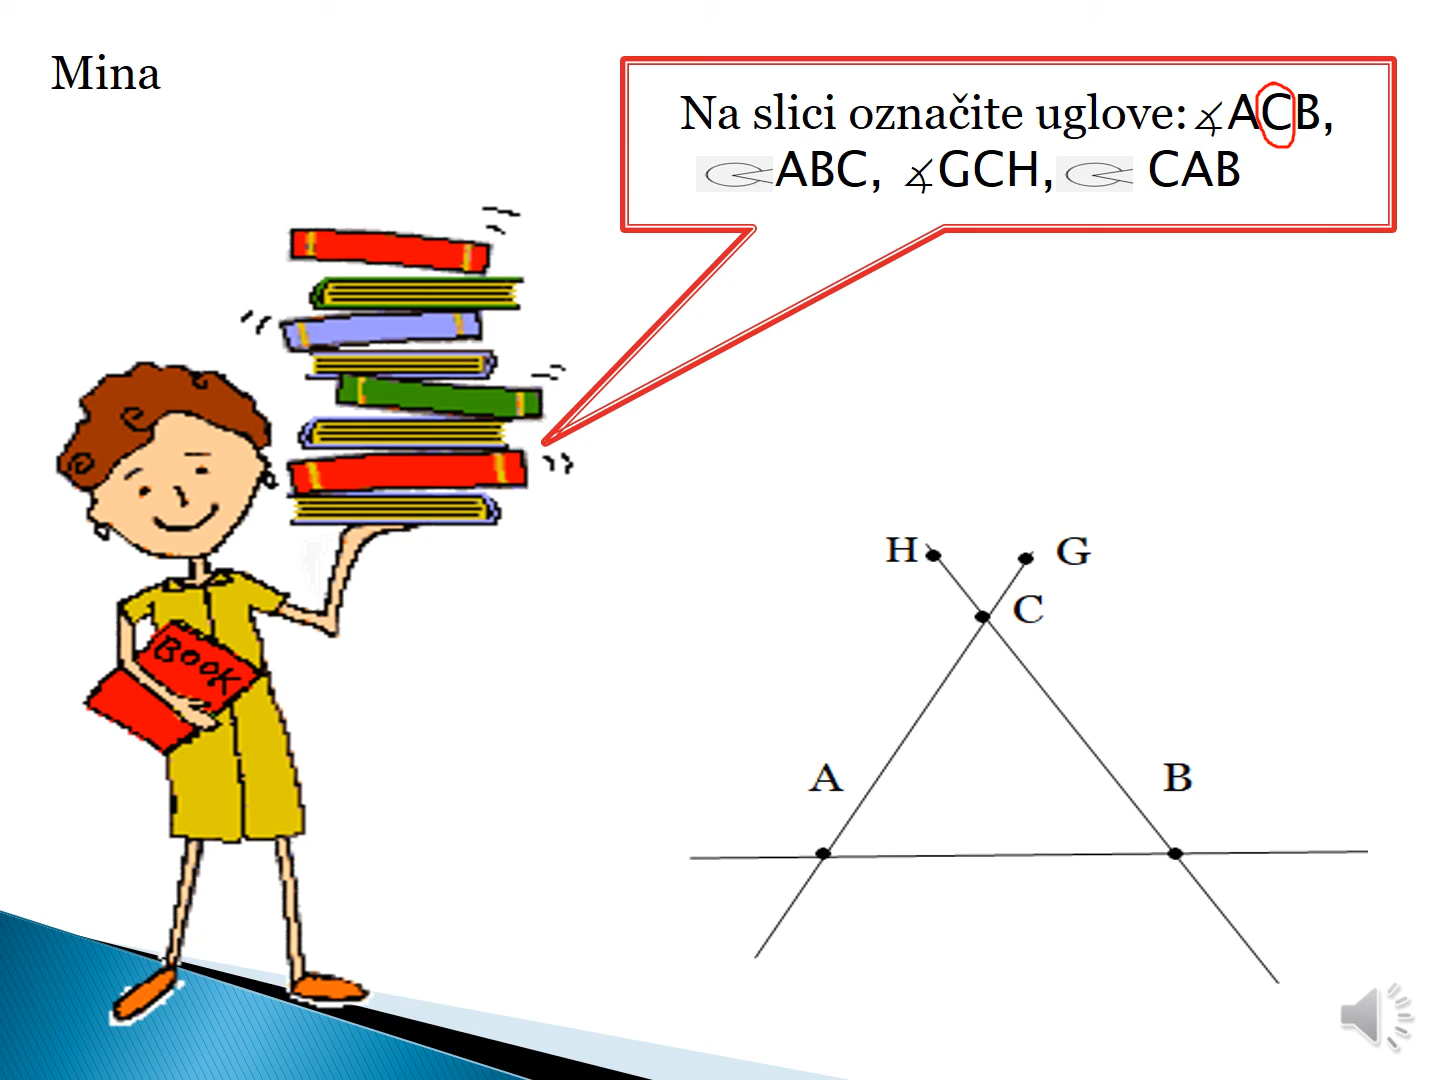 Mina
Na slici označite uglove:∡ACB,
ABC, ∡GCH, CAB
BOOK
H G
C
A B